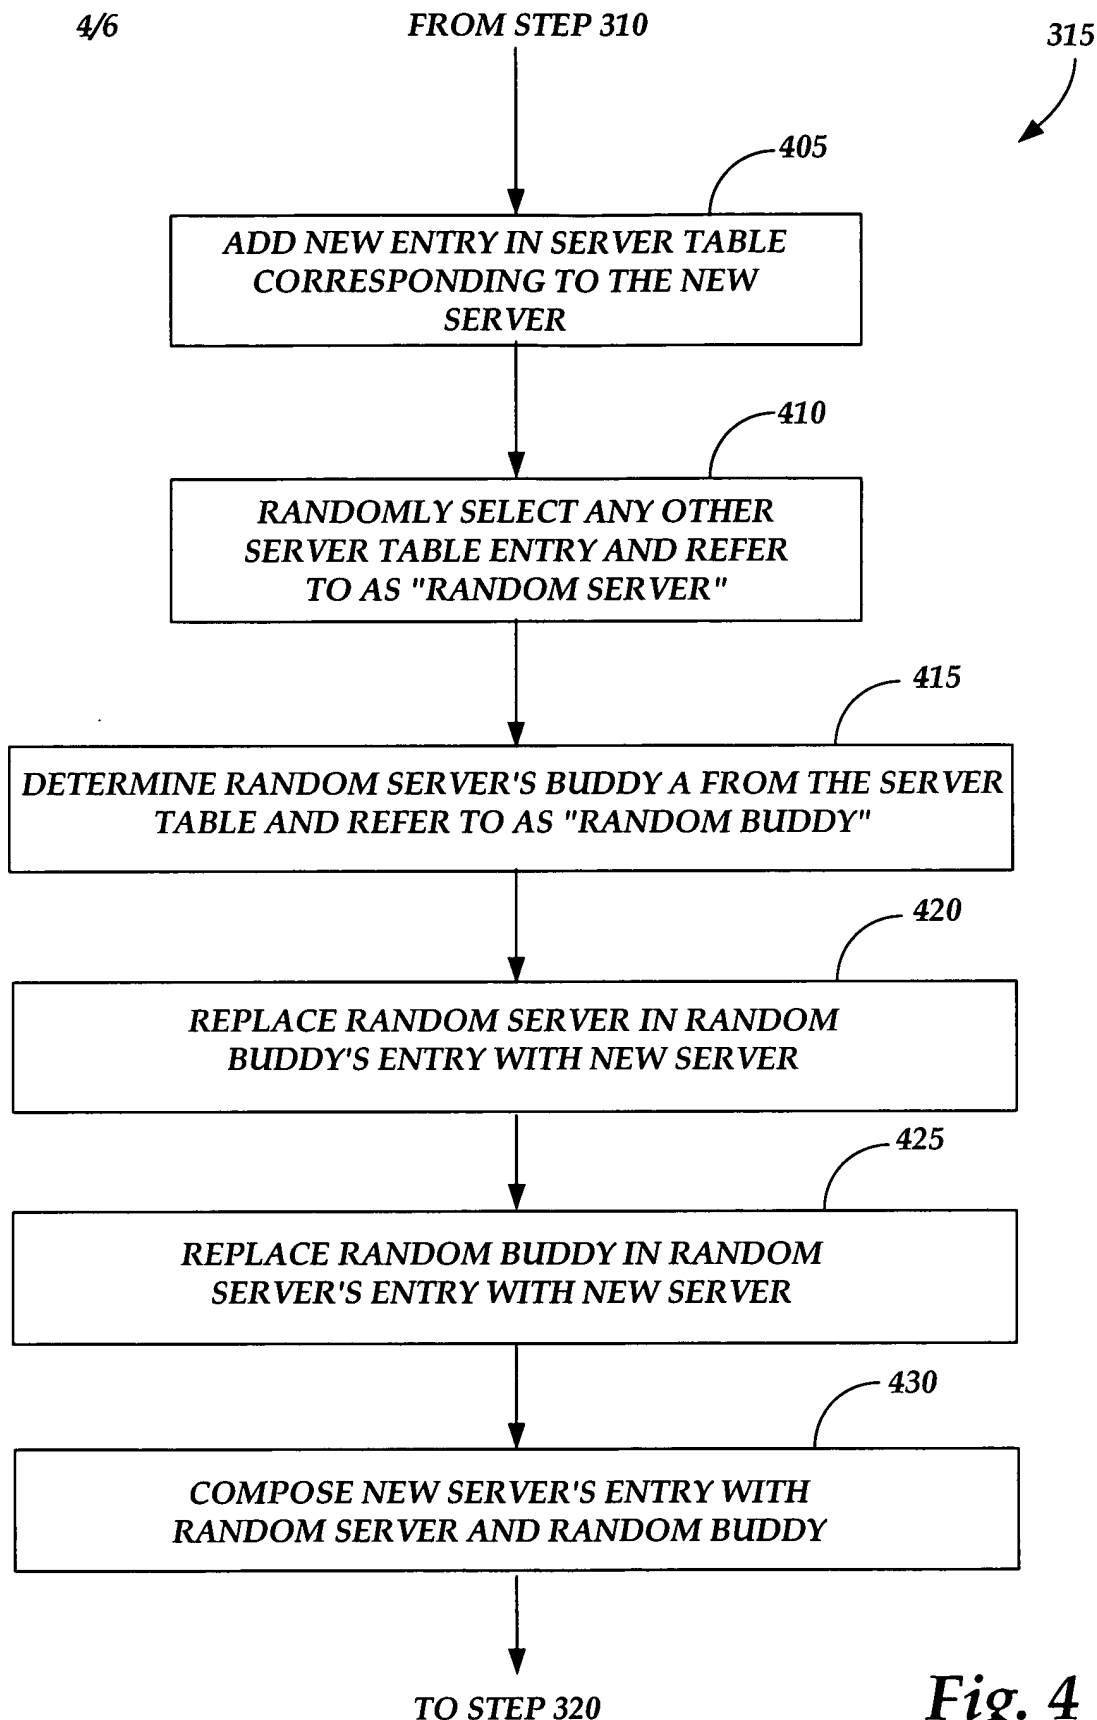 4/6
FROM STEP 310
315
405
ADD NEW ENTRY IN SERVER TABLE
CORRESPONDING TO THE NEW
SERVER
410
RANDOMLY SELECT ANY OTHER
SERVER TABLE ENTRY AND REFER
TO AS "RANDOM SERVER"
415
DETERMINE RANDOM SERVER'S BUDDY A FROM THE SERVER
TABLE AND REFER TO AS "RANDOM BUDDY"
420
REPLACE RANDOM SERVER IN RANDOM
BUDDY'S ENTRY WITH NEW SERVER
425
REPLACE RANDOM BUDDY IN RANDOM
SERVER'S ENTRY WITH NEW SERVER
430
COMPOSE NEW SERVER'S ENTRY WITH
RANDOM SERVER AND RANDOM BUDDY
TO STEP 320
Fig. 4